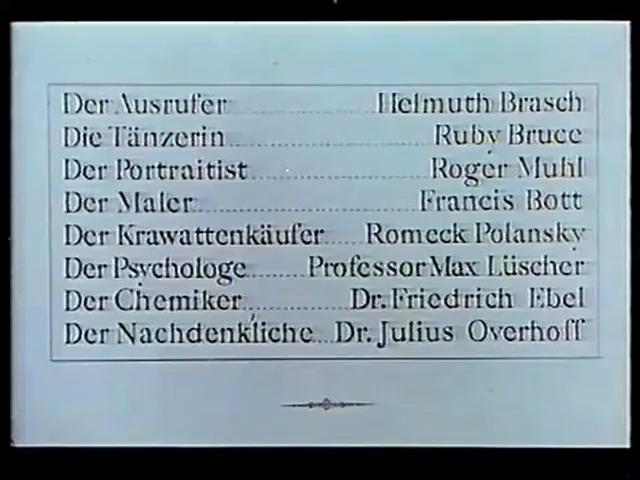 Der Ausrufer Helmuth Brasch
Die Tänzerin Ruby Bruce
Der Portraitist Roger Muhl
Der Maler Francis Bott
Der Krawattenkäufer Romeck Polansky
Der Psychologe Professor Max Lüscher
Der Chemiker Dr. Friedrich Ebel
Der Nachdenkliche Dr. Julius Overhoff